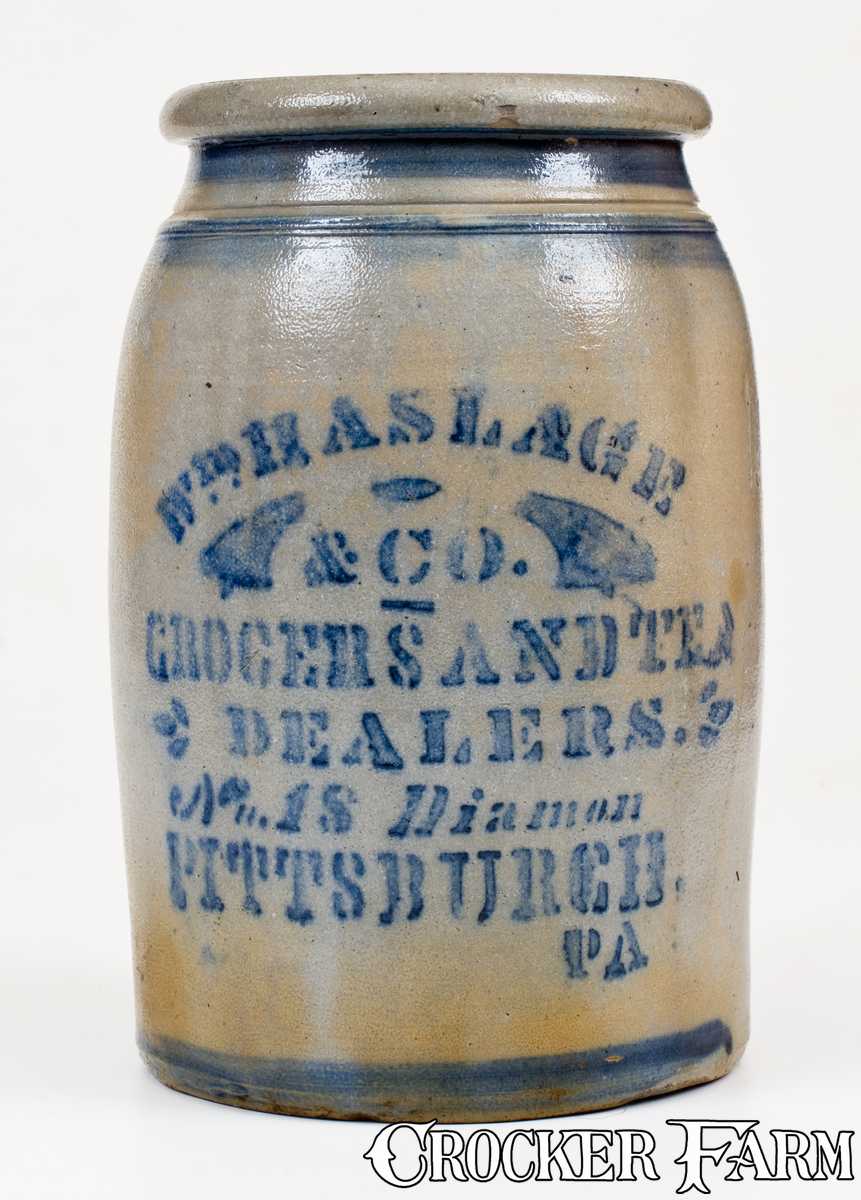 Wm HASLAGE
& CO.
GROCERS AND TEA
DEALERS.
No. 18 Diamon
PITTSBURGH.
PA
CROCKER FARM